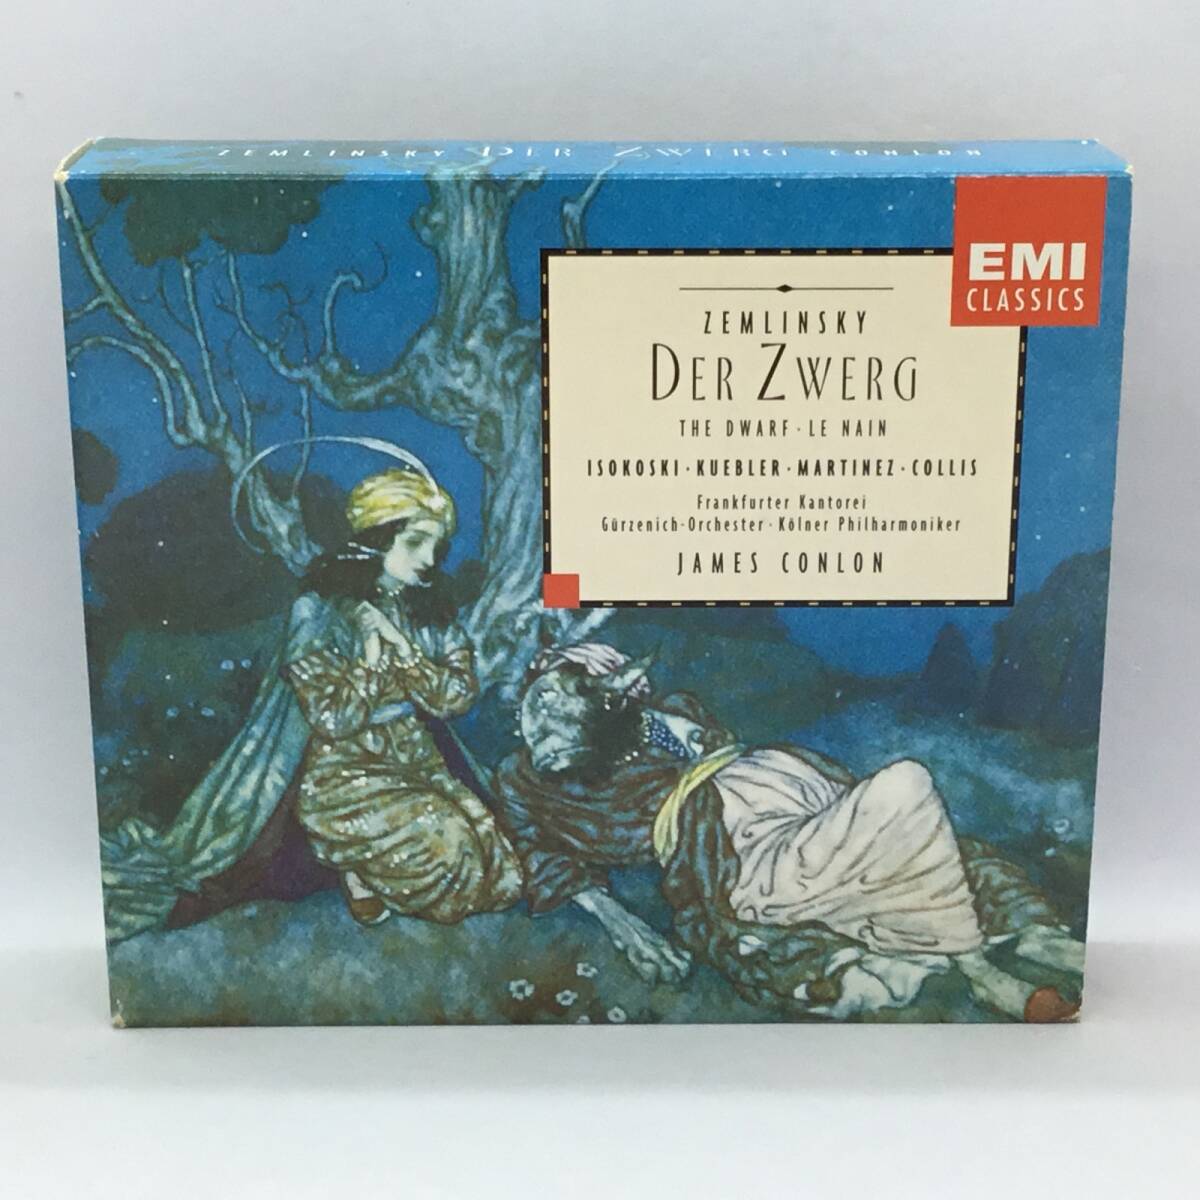 ZEMLINSKY DER ZWERG CONLON
EMI
CLASSICS
ZEMLINSKY
DER ZWERG
THE DWARF · LE NAIN
ISOKOSKI · KUEBLER · MARTINEZ · COLLIS
Frankfurter Kantorei
Gürzenich-Orchester · Kölner Philharmoniker
JAMES CONLON